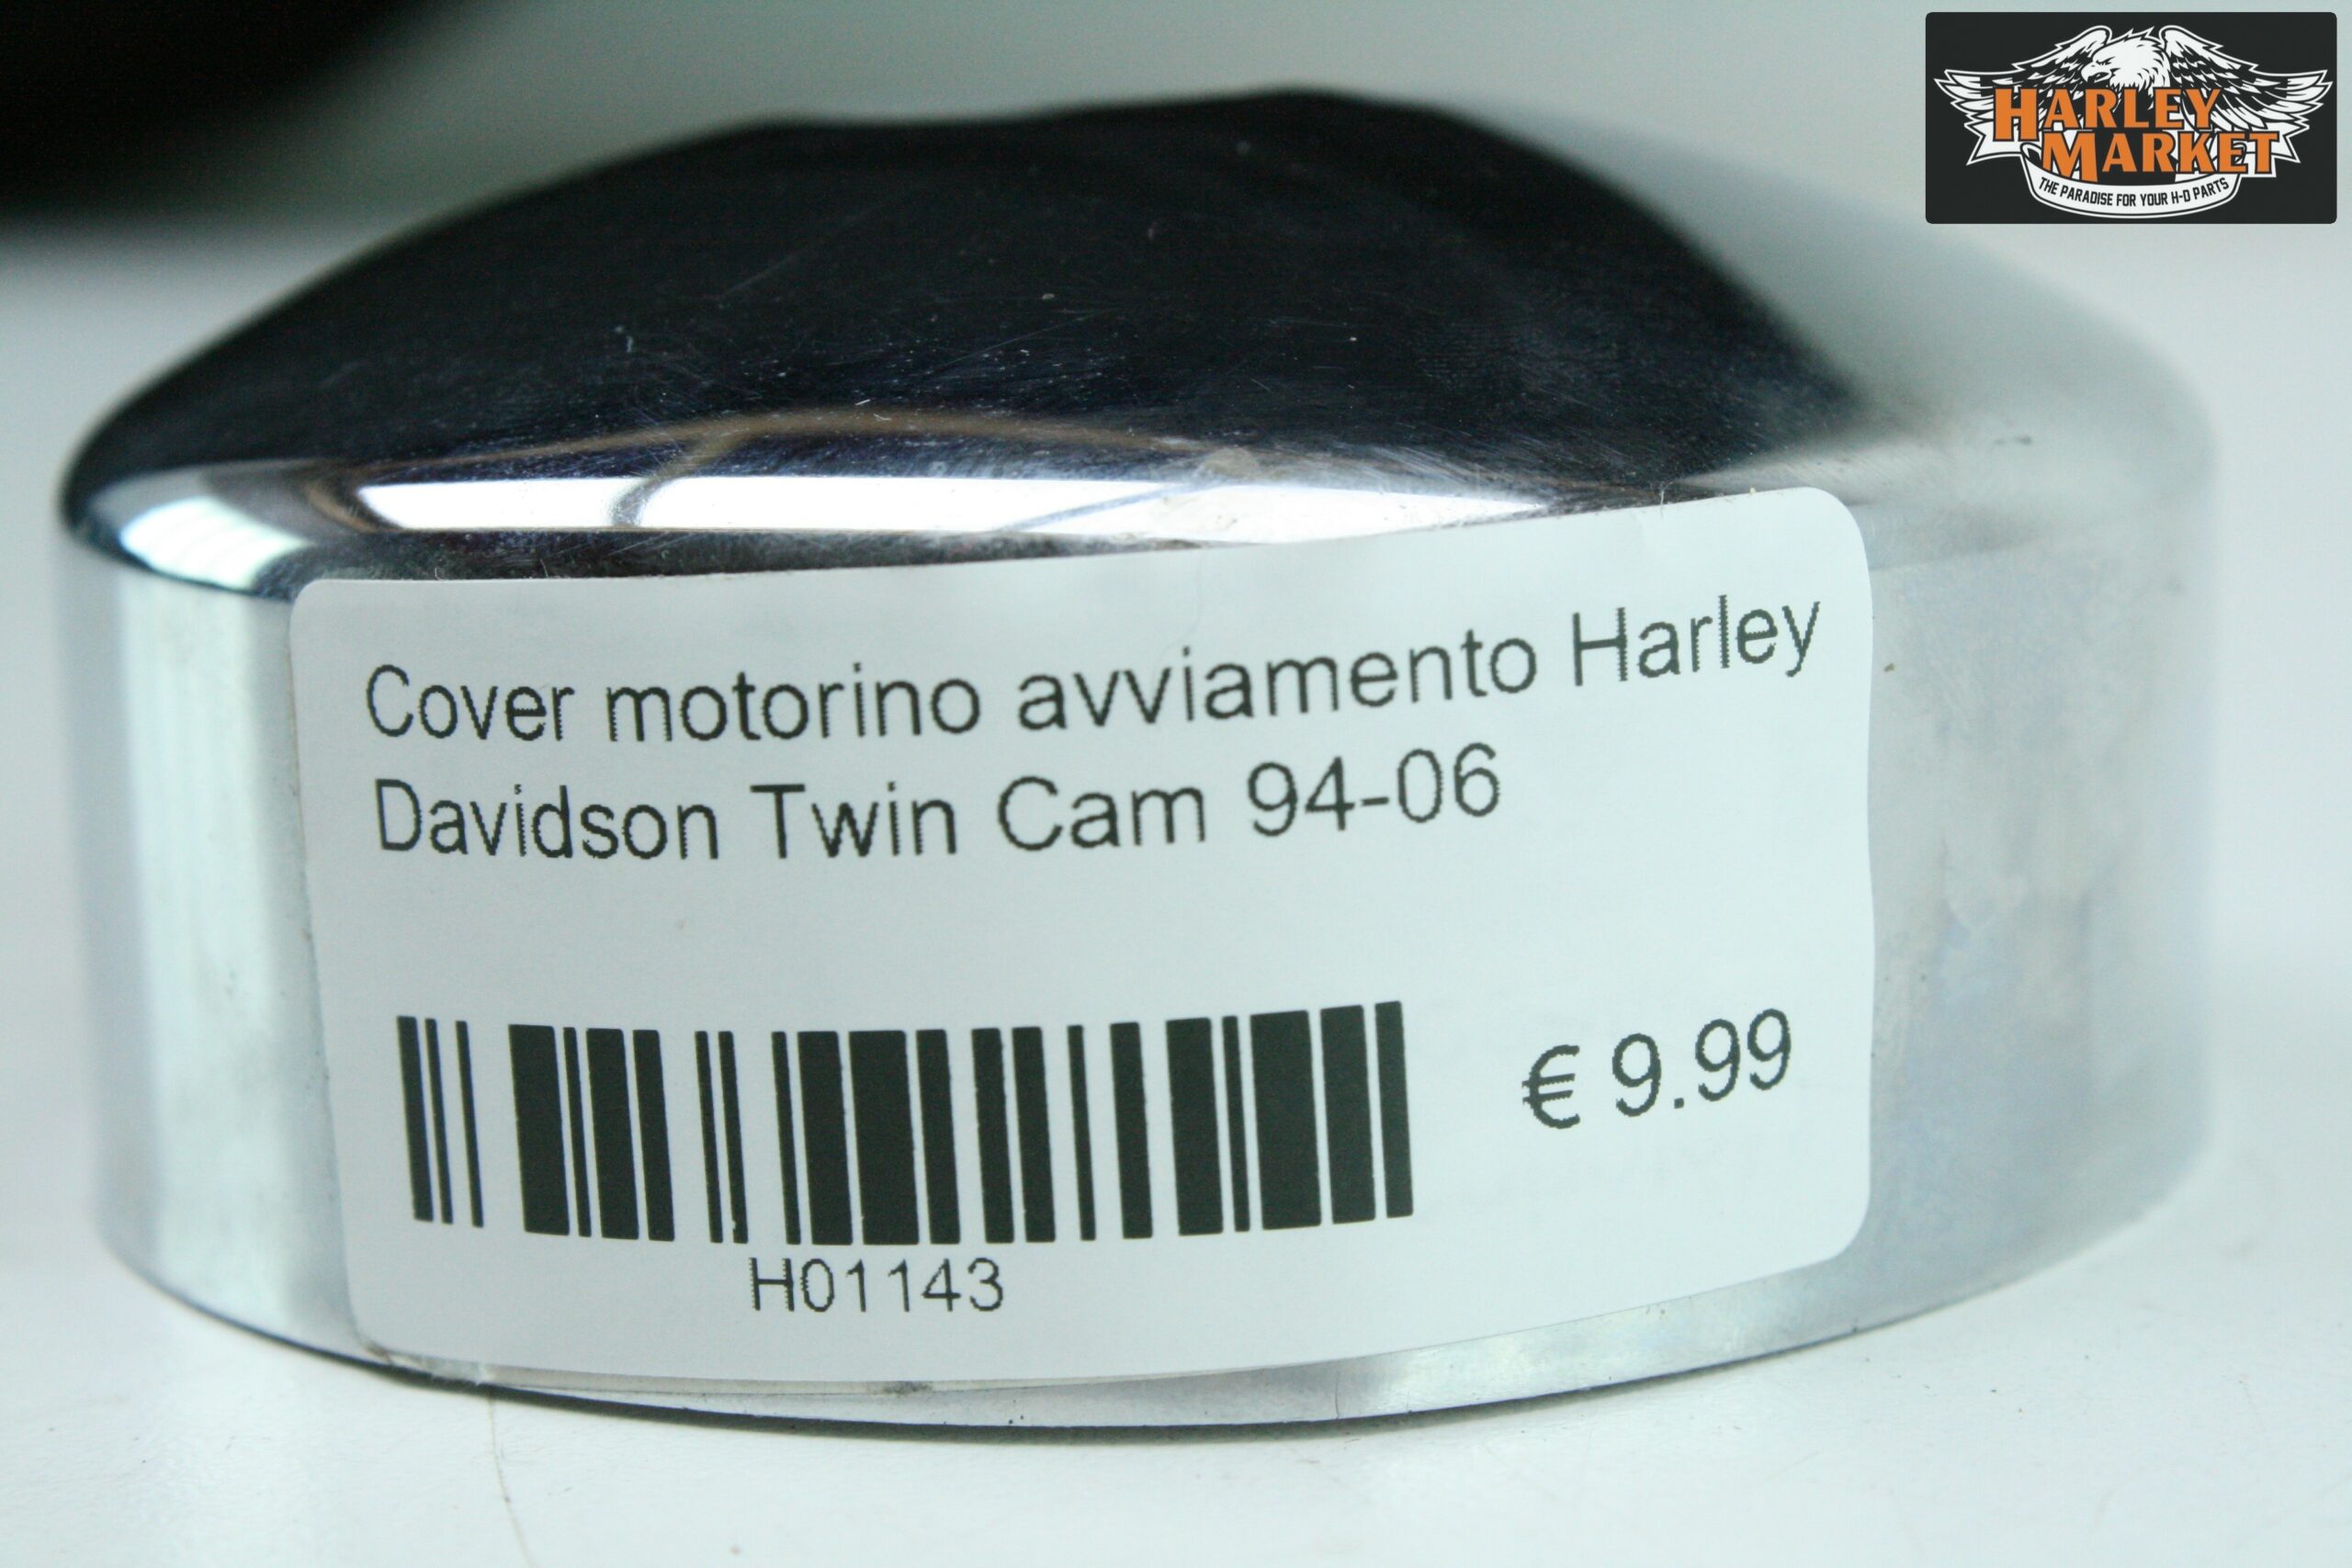 HARLEY
MARKET
THE PARADISE FOR YOUR H-D PARTS
Cover motorino avviamento Harley
Davidson Twin Cam 94-06
€ 9.99
H01143